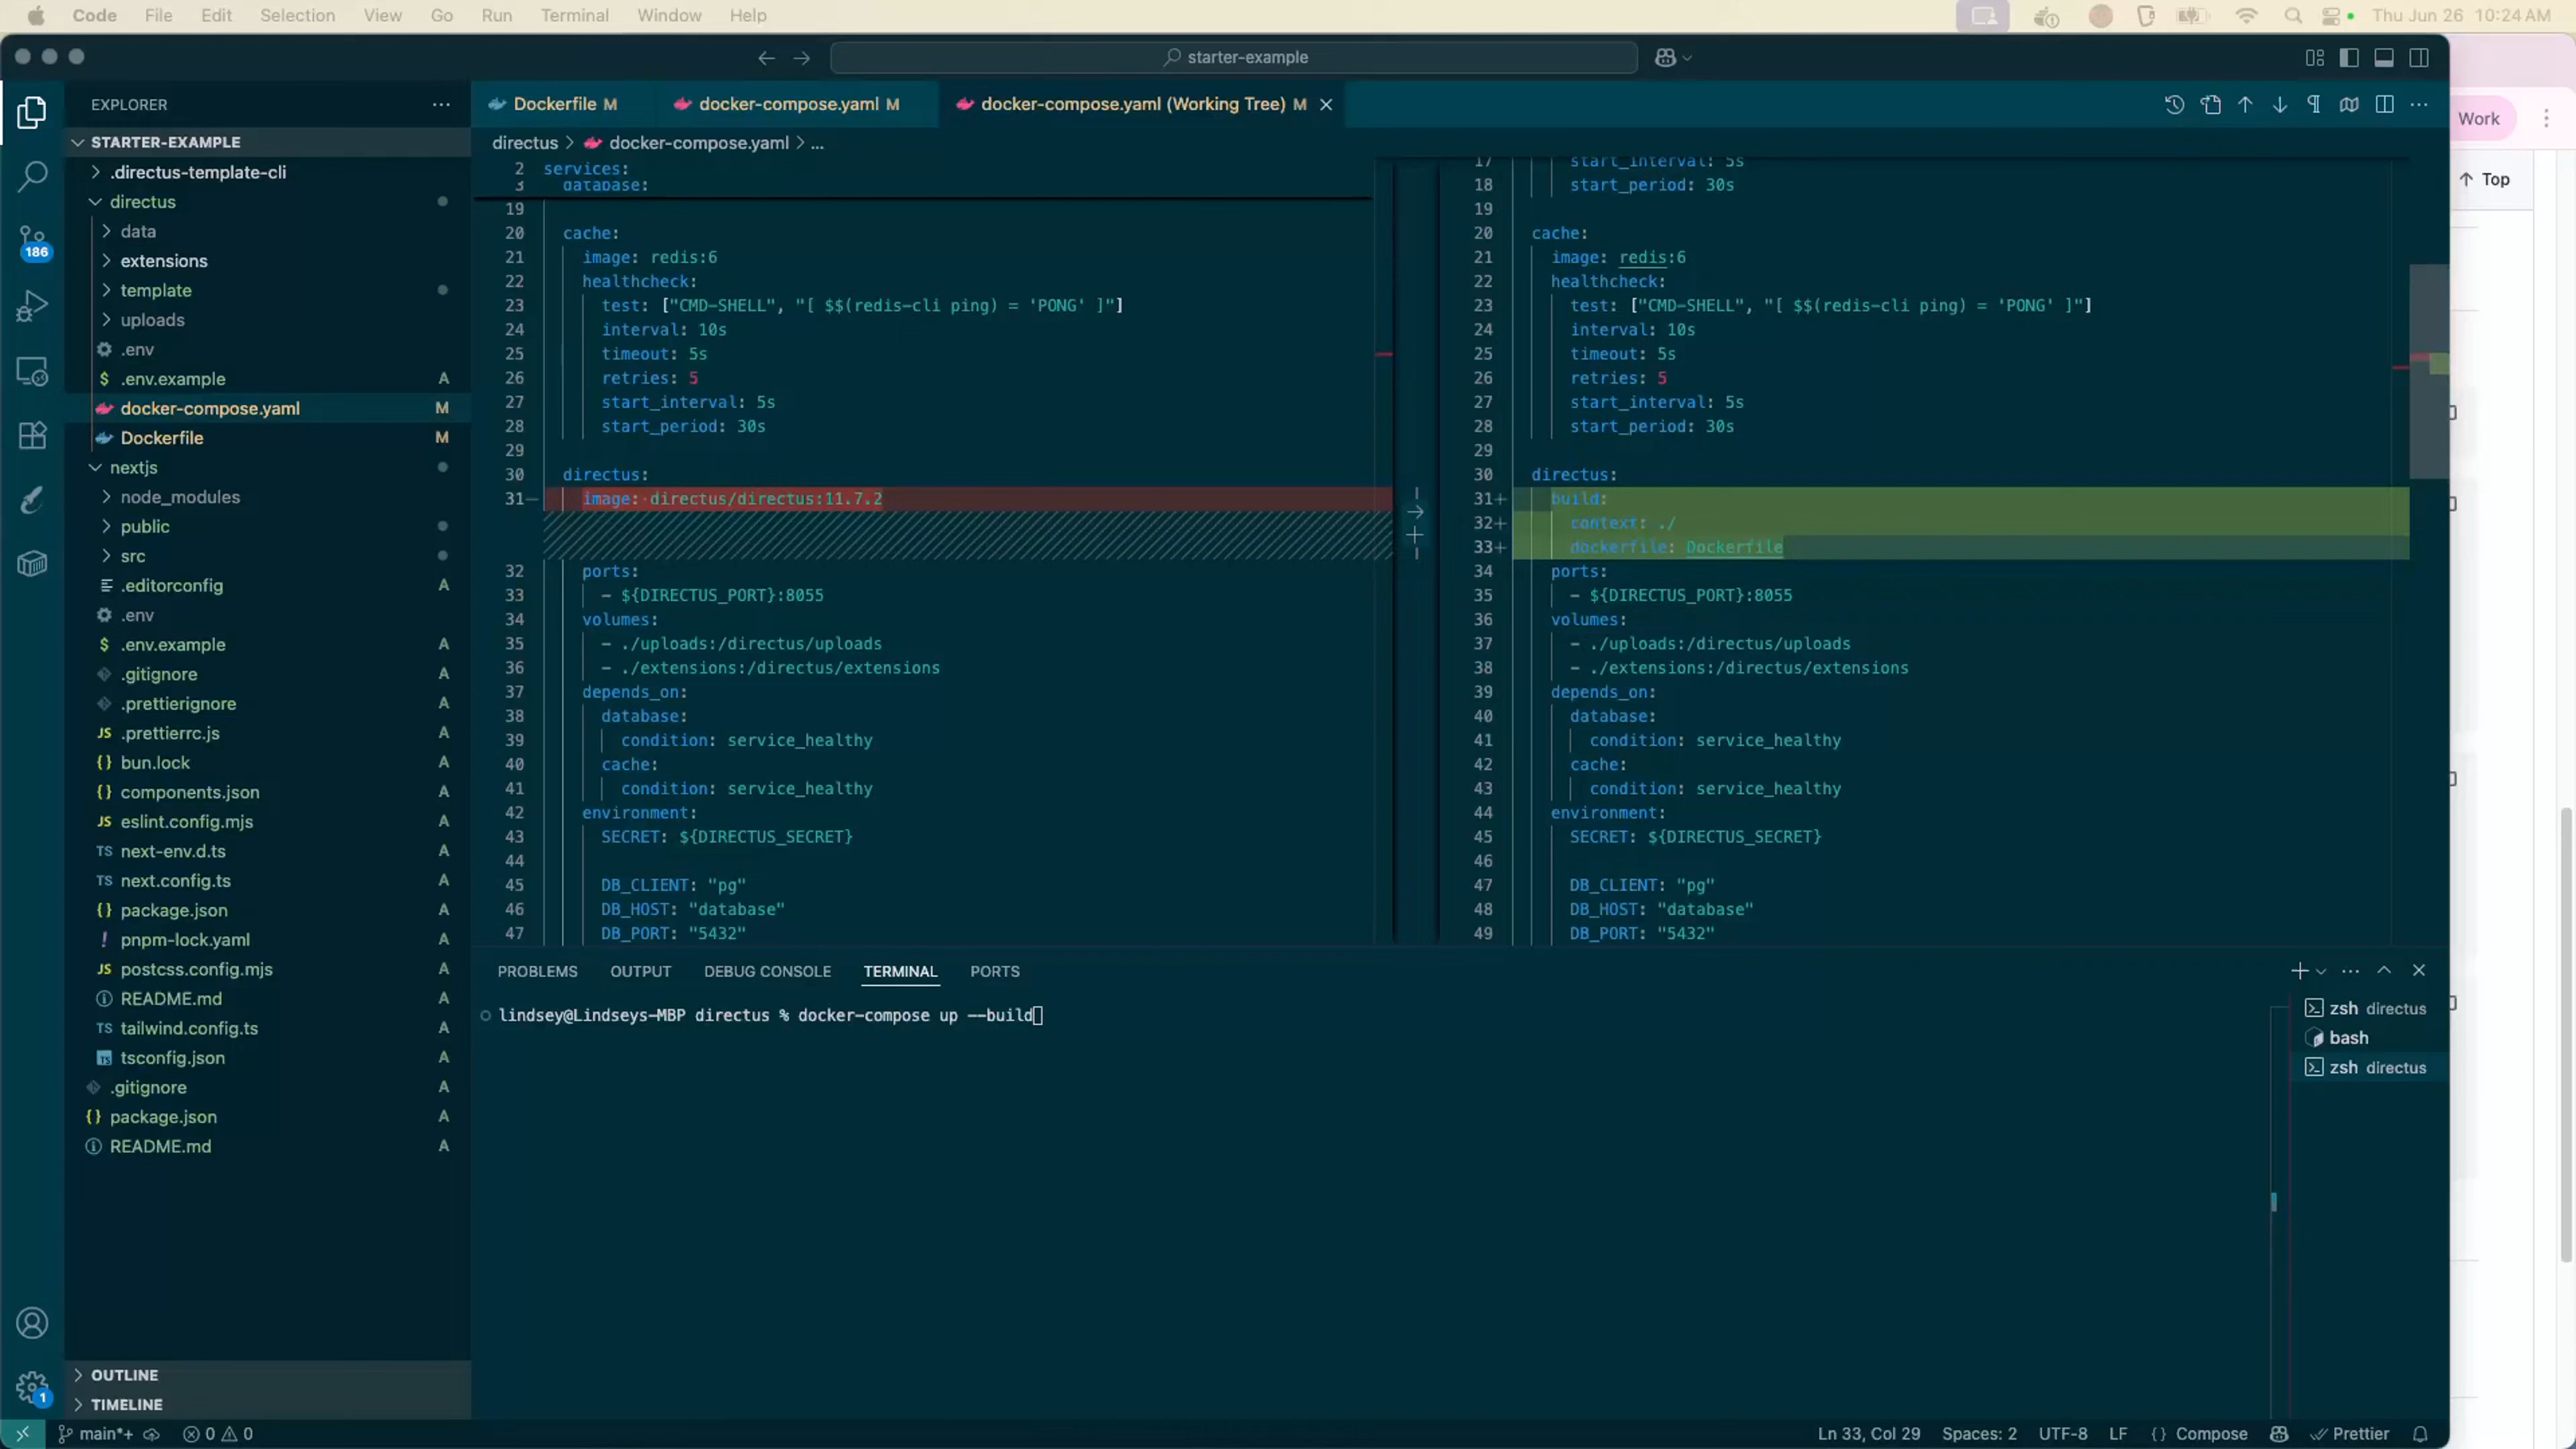 Code File Edit Selection View Go Run Terminal Window Help
Thu Jun 26 10:24 AM
starter-example
EXPLORER
STARTER-EXAMPLE
.directus-template-cli
directus
data
extensions
template
uploads
.env
$ .env.example A
docker-compose.yaml M
Dockerfile M
nextjs
node_modules
public
src
.editorconfig A
.env
$ .env.example A
.gitignore A
.prettierignore A
JS .prettierrc.js A
{} bun.lock A
{} components.json A
JS eslint.config.mjs A
TS next-env.d.ts A
TS next.config.ts A
{} package.json A
! pnpm-lock.yaml A
JS postcss.config.mjs A
README.md A
TS tailwind.config.ts A
TS tsconfig.json A
.gitignore A
{} package.json A
README.md A
OUTLINE
TIMELINE
186
1
Dockerfile M
docker-compose.yaml M
docker-compose.yaml (Working Tree) M
directus > docker-compose.yaml > ...
2 services:
3 database:
19
20 cache:
21 image: redis:6
22 healthcheck:
23 test: ["CMD-SHELL", "[ $$(redis-cli ping) = 'PONG' ]"]
24 interval: 10s
25 timeout: 5s
26 retries: 5
27 start_interval: 5s
28 start_period: 30s
29
30 directus:
31− image: directus/directus:11.7.2
32 ports:
33 - ${DIRECTUS_PORT}:8055
34 volumes:
35 - ./uploads:/directus/uploads
36 - ./extensions:/directus/extensions
37 depends_on:
38 database:
39 condition: service_healthy
40 cache:
41 condition: service_healthy
42 environment:
43 SECRET: ${DIRECTUS_SECRET}
44
45 DB_CLIENT: "pg"
46 DB_HOST: "database"
47 DB_PORT: "5432"
17 start_interval: 5s
18 start_period: 30s
19
20 cache:
21 image: redis:6
22 healthcheck:
23 test: ["CMD-SHELL", "[ $$(redis-cli ping) = 'PONG' ]"]
24 interval: 10s
25 timeout: 5s
26 retries: 5
27 start_interval: 5s
28 start_period: 30s
29
30 directus:
31+ build:
32+ context: ./
33+ dockerfile: Dockerfile
34 ports:
35 - ${DIRECTUS_PORT}:8055
36 volumes:
37 - ./uploads:/directus/uploads
38 - ./extensions:/directus/extensions
39 depends_on:
40 database:
41 condition: service_healthy
42 cache:
43 condition: service_healthy
44 environment:
45 SECRET: ${DIRECTUS_SECRET}
46
47 DB_CLIENT: "pg"
48 DB_HOST: "database"
49 DB_PORT: "5432"
PROBLEMS OUTPUT DEBUG CONSOLE TERMINAL PORTS
lindsey@Lindseys-MBP directus % docker-compose up --build
zsh directus
bash
zsh directus
main*+ 0 0
Ln 33, Col 29 Spaces: 2 UTF-8 LF {} Compose Prettier
Work
Top